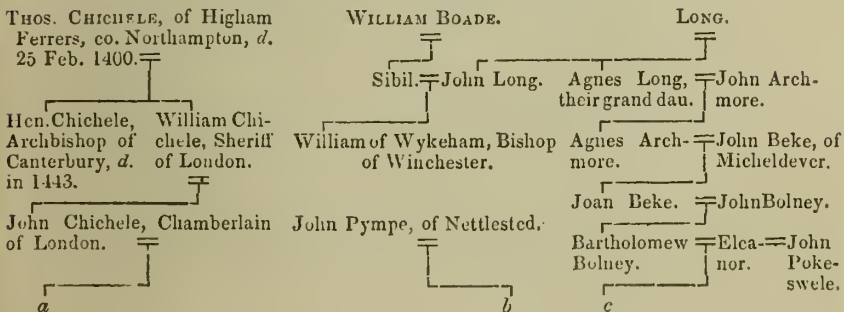 THOS. CHICHELE, of Higham
Ferrers, co. Northampton, d.
25 Feb. 1400.
Hen. Chichele,
Archbishop of
Canterbury, d.
in 1443.
William Chi-
chele, Sheriff
of London.
John Chichele, Chamberlain
of London.
a
WILLIAM BOADE.
LONG.
Sibil. John Long.
Agnes Long,
their grand dau.
John Arch-
more.
William of Wykeham, Bishop
of Winchester.
Agnes Arch-
more.
John Beke, of
Micheldever.
Joan Beke. John Bolney.
John Pympe, of Nettlested.
Bartholomew
Bolney.
Elea-
nor.
John
Poke-
swele.
b
c